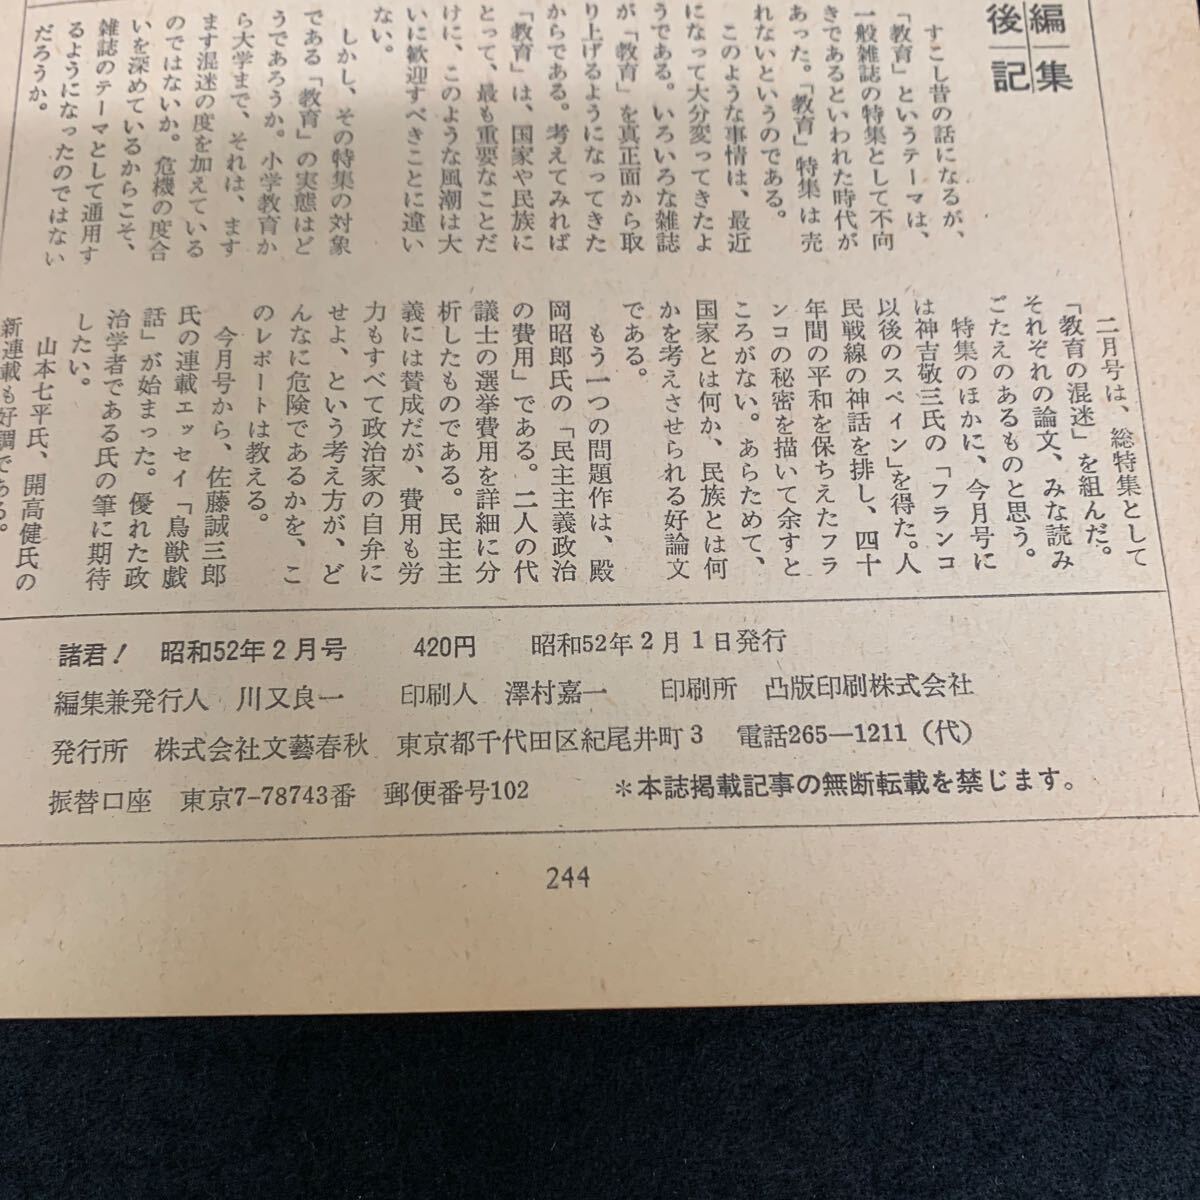 編集
後記
すこし昔の話になるが、
「教育」というテーマは、
一般雑誌の特集として不向
きであるといわれた時代が
あった。「教育」特集は売
れないというのである。
このような事情は、最近
になって大分変ってきたよ
うである。いろいろな雑誌
が「教育」を真正面から取
り上げるようになってきた
からである。考えてみれば
「教育」は、国家や民族に
とって、最も重要なことだ
けに、このような風潮は大
いに歓迎すべきことに違い
ない。
しかし、その特集の対象
である「教育」の実態はど
うであろうか。小学教育か
ら大学まで、それは、ます
ます混迷の度を加えている
のではないか。危機の度合
いを深めているからこそ、
雑誌のテーマとして通用す
るようになったのではない
だろうか。
二月号は、総特集として
「教育の混迷」を組んだ。
それぞれの論文、みな読み
ごたえのあるものと思う。
特集のほかに、今月号に
は神吉敬三氏の「フランコ
以後のスペイン」を得た。人
民戦線の神話を排し、四十
年間の平和を保ちえたフラ
ンコの秘密を描いて余すと
ころがない。あらためて、
国家とは何か、民族とは何
かを考えさせられる好論文
である。
もう一つの問題作は、殿
岡昭郎氏の「民主主義政治
の費用」である。二人の代
議士の選挙費用を詳細に分
析したものである。民主主
義には賛成だが、費用も労
力もすべて政治家の自弁に
せよ、という考え方が、ど
んなに危険であるかを、こ
のレポートは教える。
今月号から、佐藤誠三郎
氏の連載エッセイ「鳥獣戯
話」が始まった。優れた政
治学者である氏の筆に期待
したい。
山本七平氏、開高健氏の
新連載も好調である。
諸君! 昭和52年2月号 420円 昭和52年2月1日発行
編集兼発行人 川又良一 印刷人 澤村嘉一 印刷所 凸版印刷株式会社
発行所 株式会社文藝春秋 東京都千代田区紀尾井町3 電話265―1211(代)
振替口座 東京7-78743番 郵便番号102 *本誌掲載記事の無断転載を禁じます。
244